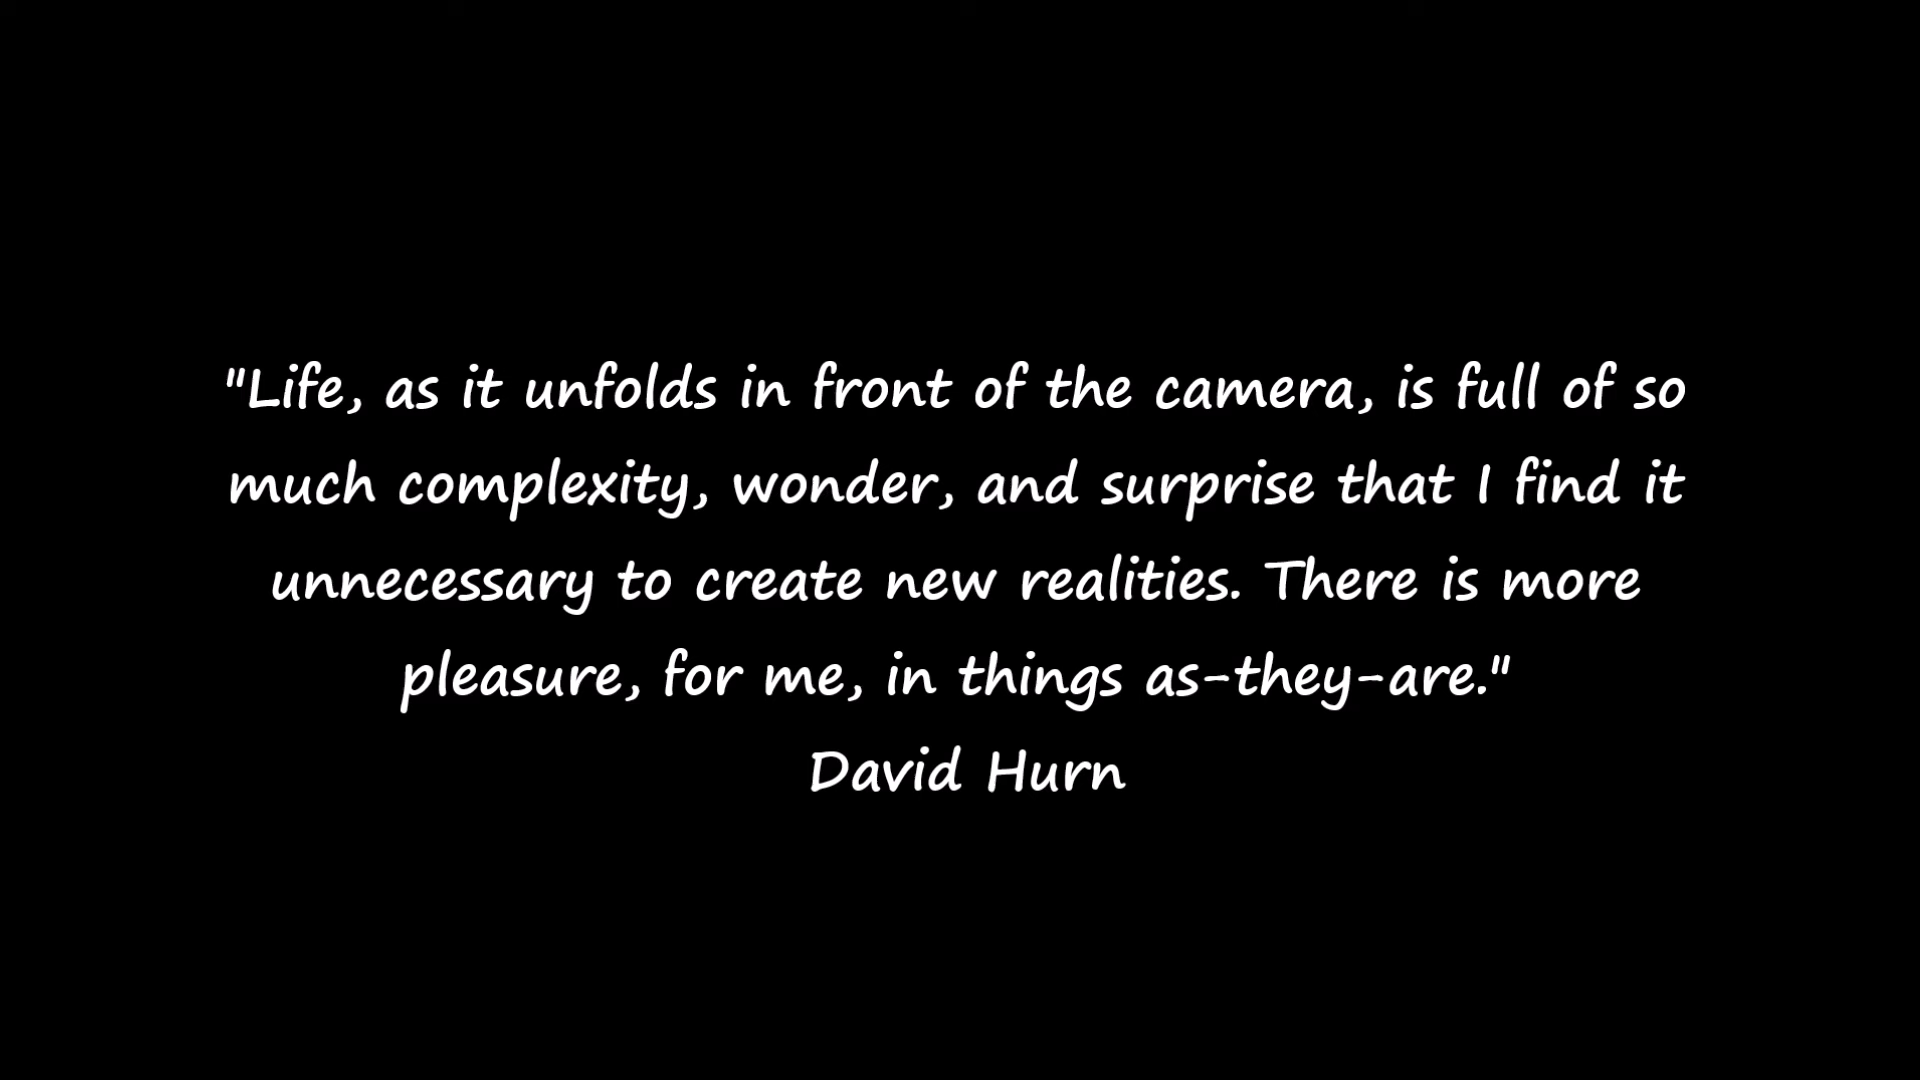 "Life, as it unfolds in front of the camera, is full of so
much complexity, wonder, and surprise that I find it
unnecessary to create new realities. There is more
pleasure, for me, in things as-they-are."
David Hurn